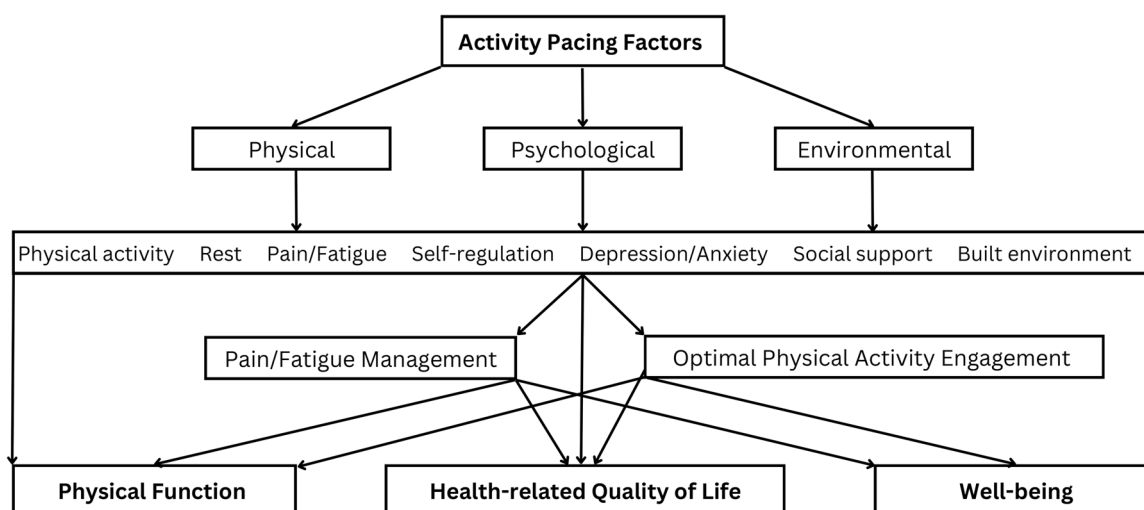 Activity Pacing Factors
Physical
Psychological
Environmental
Physical activity Rest Pain/Fatigue Self-regulation Depression/Anxiety Social support Built environment
Pain/Fatigue Management
Optimal Physical Activity Engagement
Physical Function
Health-related Quality of Life
Well-being